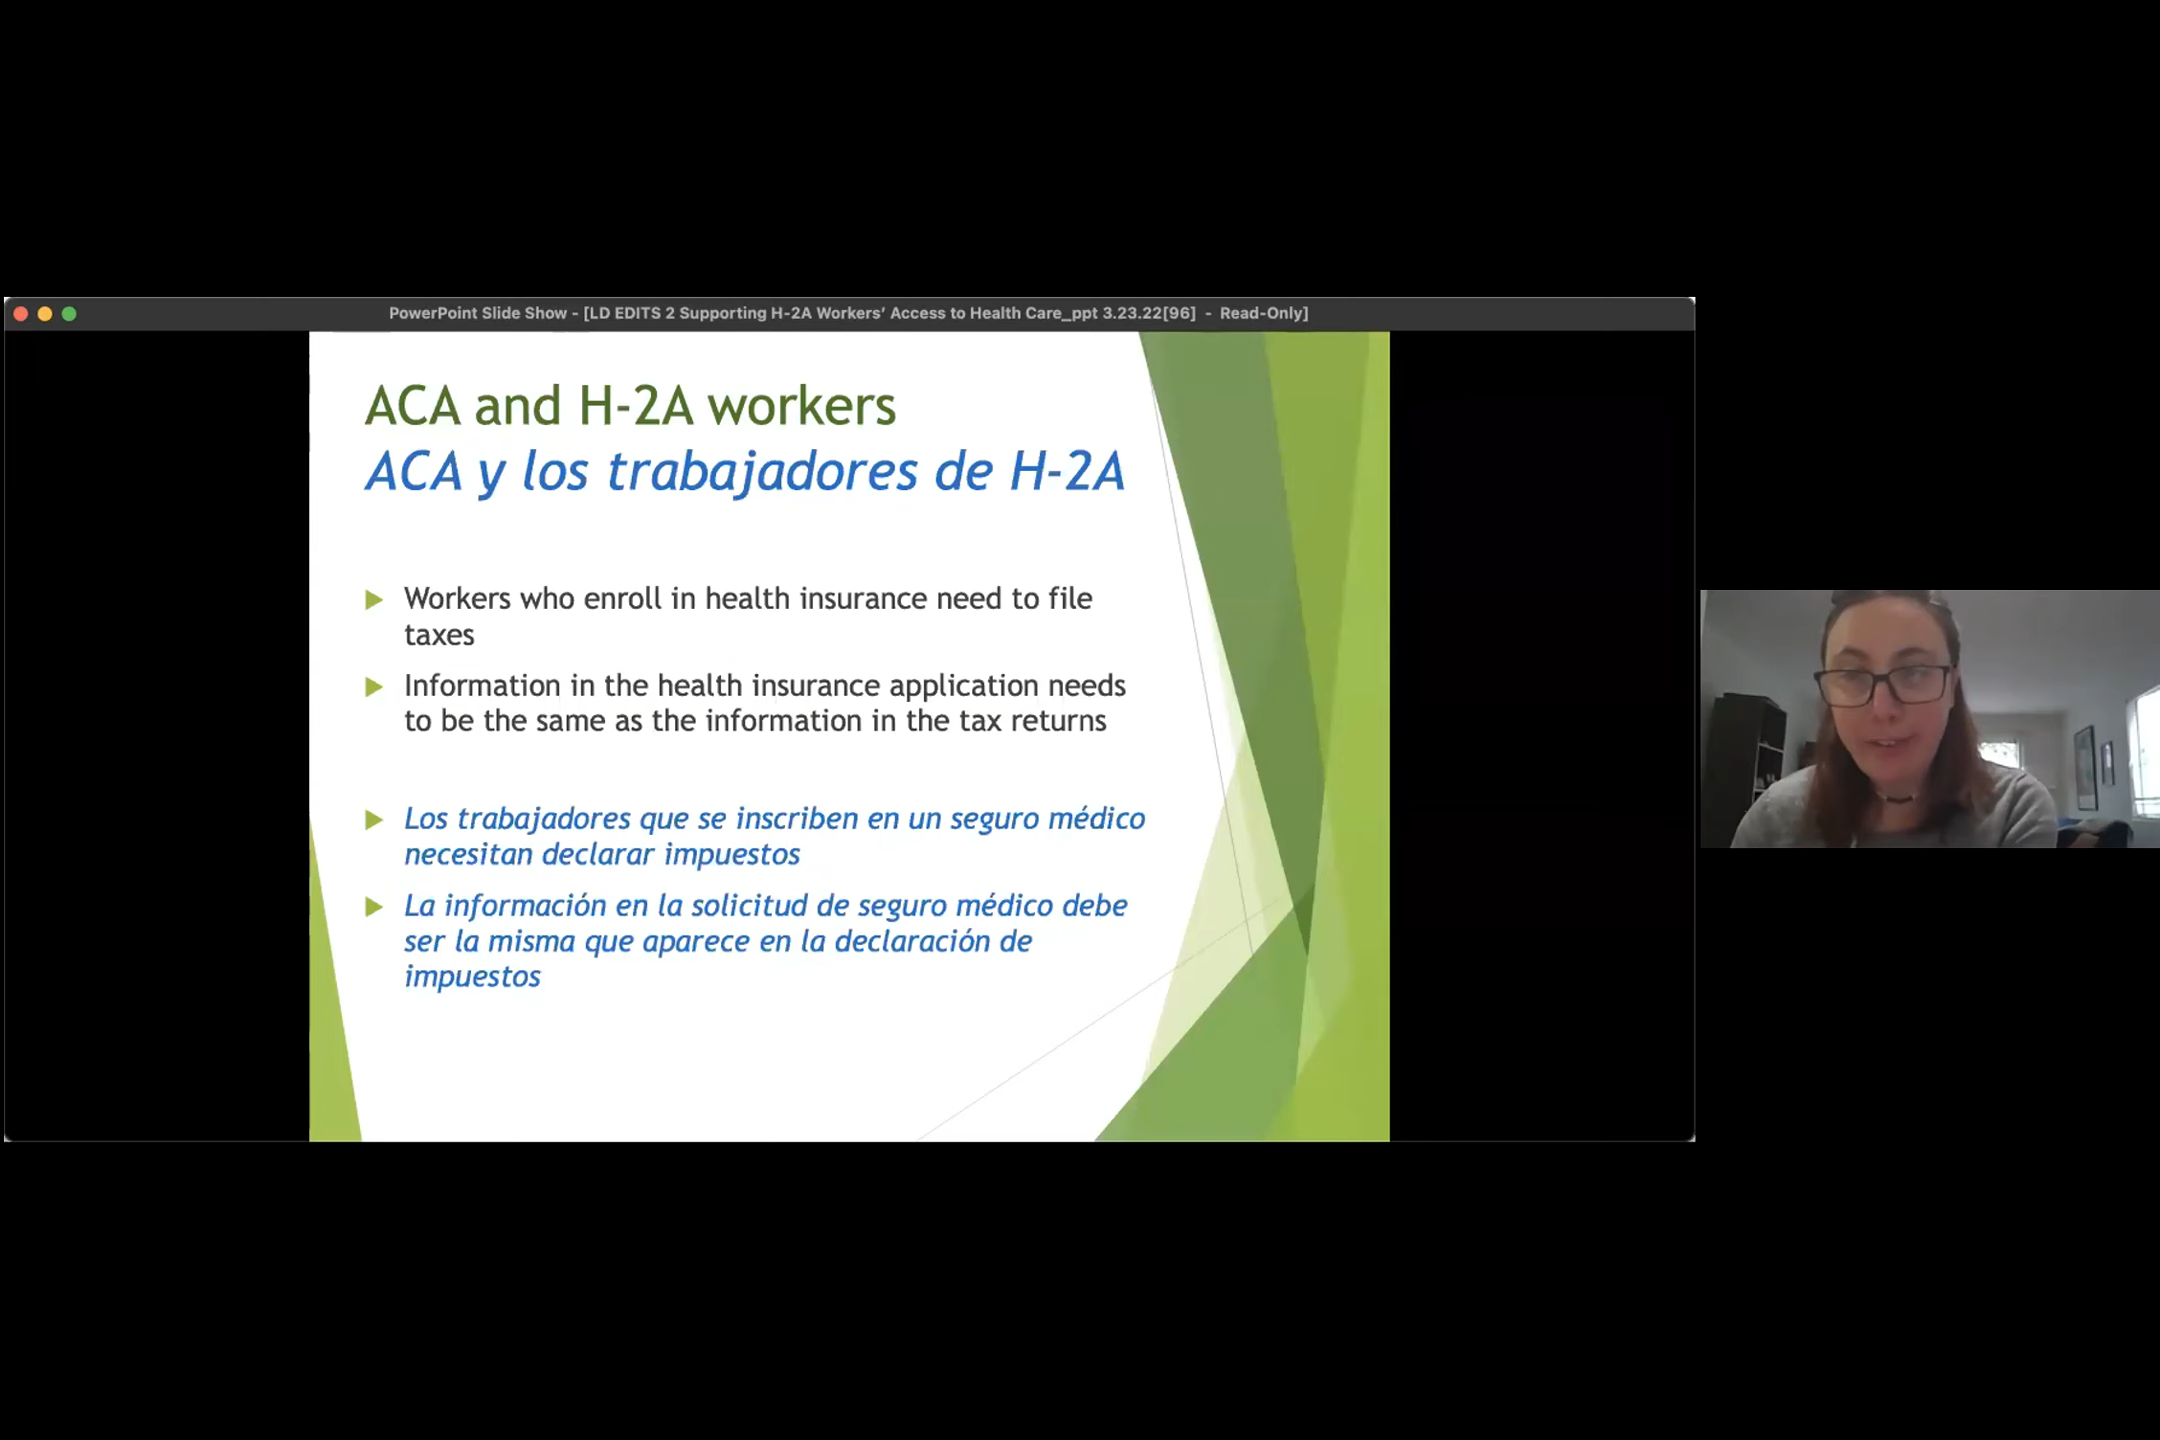 PowerPoint Slide Show - [LD EDITS 2 Supporting H-2A Workers’ Access to Health Care_ppt 3.23.22[96] - Read-Only]
ACA and H-2A workers
ACA y los trabajadores de H-2A
Workers who enroll in health insurance need to file
taxes
Information in the health insurance application needs
to be the same as the information in the tax returns
Los trabajadores que se inscriben en un seguro médico
necesitan declarar impuestos
La información en la solicitud de seguro médico debe
ser la misma que aparece en la declaración de
impuestos